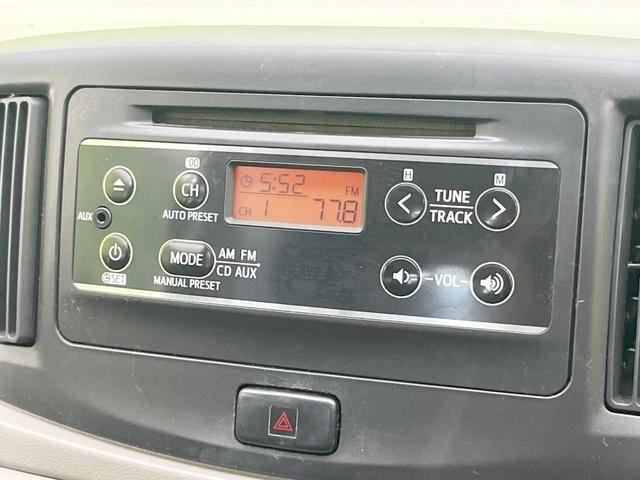 :00
CH
AUTO PRESET
AUX
SET
MODE
MANUAL PRESET
AM FM
CD AUX
5:52
FM
CH 1 77.8
H
M
TUNE
TRACK
VOL